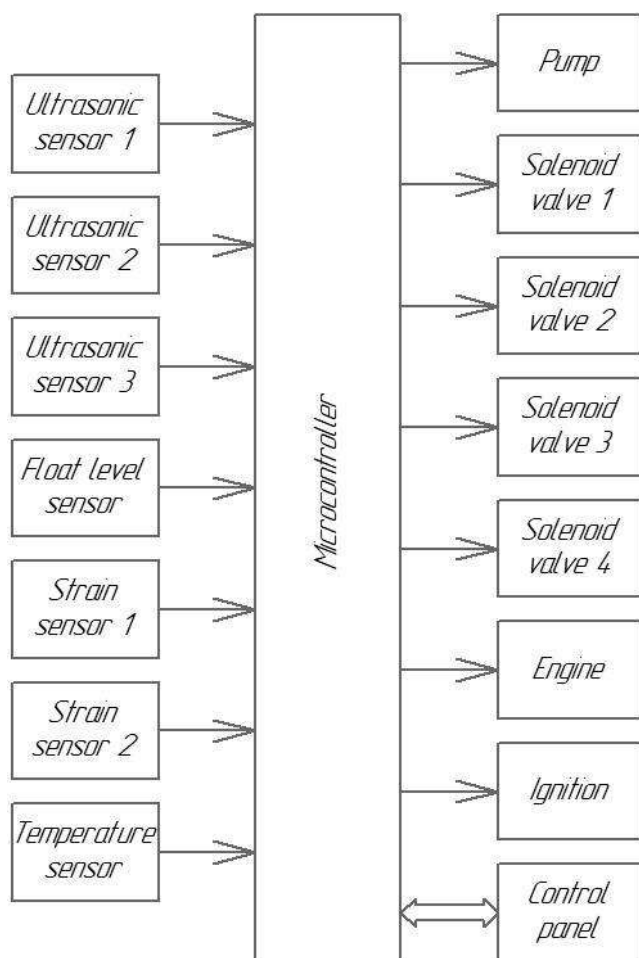 Ultrasonic
sensor 1
Ultrasonic
sensor 2
Ultrasonic
sensor 3
Float level
sensor
Strain
sensor 1
Strain
sensor 2
Temperature
sensor
Microcontroller
Pump
Solenoid
valve 1
Solenoid
valve 2
Solenoid
valve 3
Solenoid
valve 4
Engine
Ignition
Control
panel